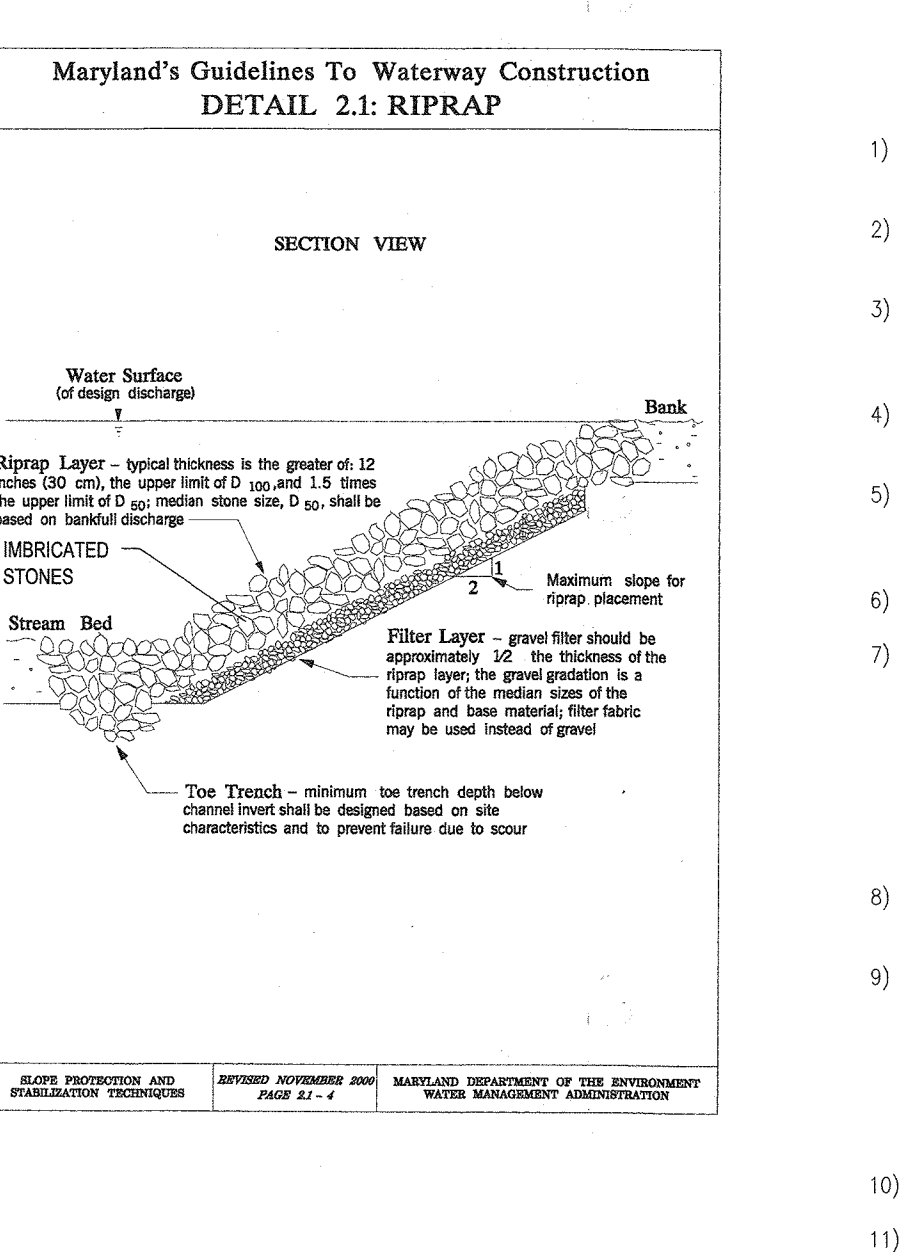 Maryland's Guidelines To Waterway Construction
DETAIL 2.1: RIPRAP
SECTION VIEW
Water Surface
(of design discharge)
Bank
Riprap Layer – typical thickness is the greater of: 12
inches (30 cm), the upper limit of D 100, and 1.5 times
the upper limit of D 50; median stone size, D 50, shall be
based on bankfull discharge
IMBRICATED
STONES
1
2
Maximum slope for
riprap placement
Stream Bed
Filter Layer – gravel filter should be
approximately 1/2 the thickness of the
riprap layer; the gravel gradation is a
function of the median sizes of the
riprap and base material; filter fabric
may be used instead of gravel
Toe Trench – minimum toe trench depth below
channel invert shall be designed based on site
characteristics and to prevent failure due to scour
SLOPE PROTECTION AND
STABILIZATION TECHNIQUES
REVISED NOVEMBER 2000
PAGE 2.1 – 4
MARYLAND DEPARTMENT OF THE ENVIRONMENT
WATER MANAGEMENT ADMINISTRATION
1)
2)
3)
4)
5)
6)
7)
8)
9)
10)
11)